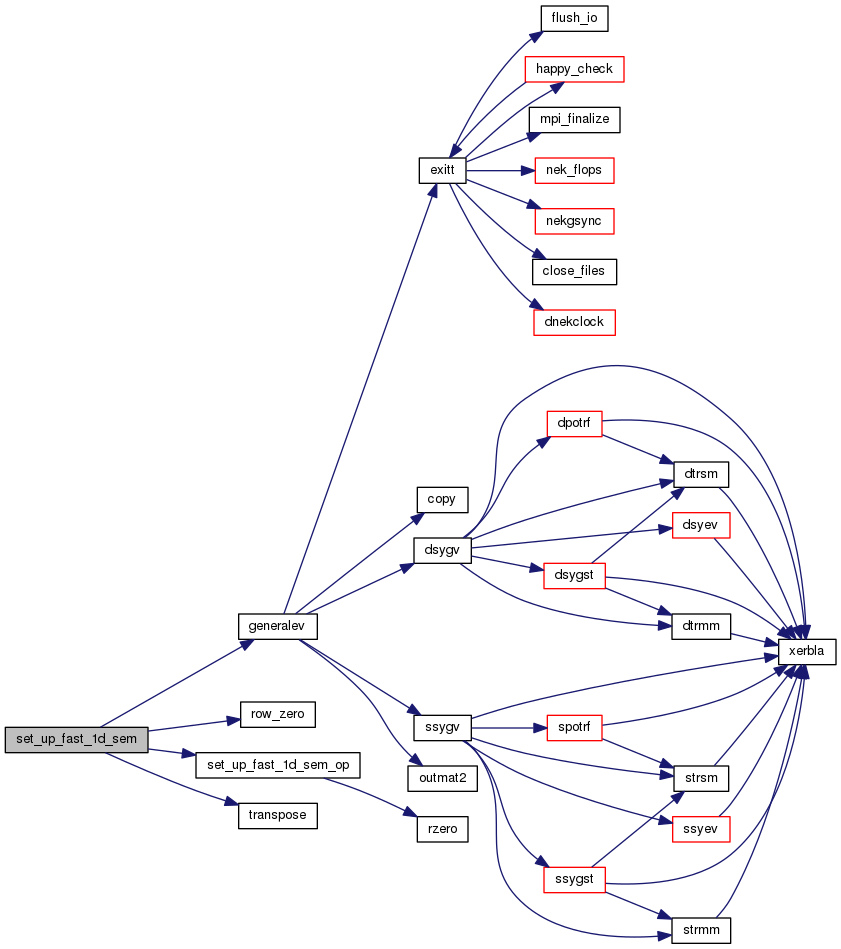 flush_io
happy_check
mpi_finalize
exitt
nek_flops
nekgsync
close_files
dnekclock
dpotrf
dtrsm
copy
dsyev
dsygv
dsygst
generalev
dtrmm
xerbla
row_zero
ssygv
spotrf
set_up_fast_1d_sem
set_up_fast_1d_sem_op
outmat2
strsm
transpose
rzero
ssyev
ssygst
strmm